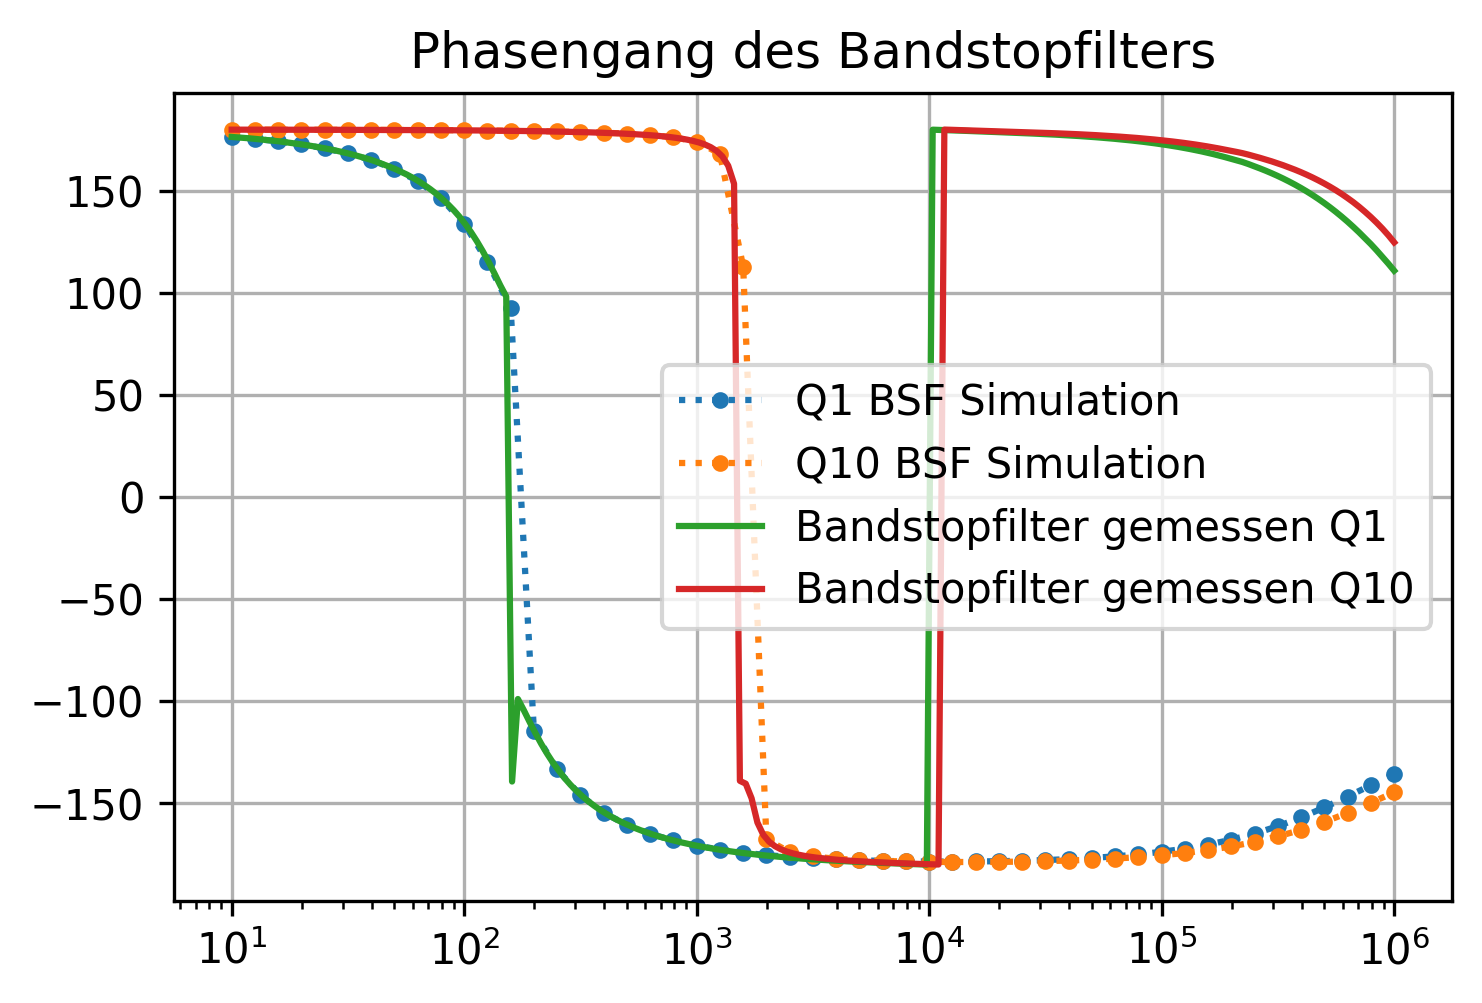 Phasengang des Bandstopfilters
150
100
50
0
−50
−100
−150
Q1 BSF Simulation
Q10 BSF Simulation
Bandstopfilter gemessen Q1
Bandstopfilter gemessen Q10
10¹ 10² 10³ 10⁴ 10⁵ 10⁶